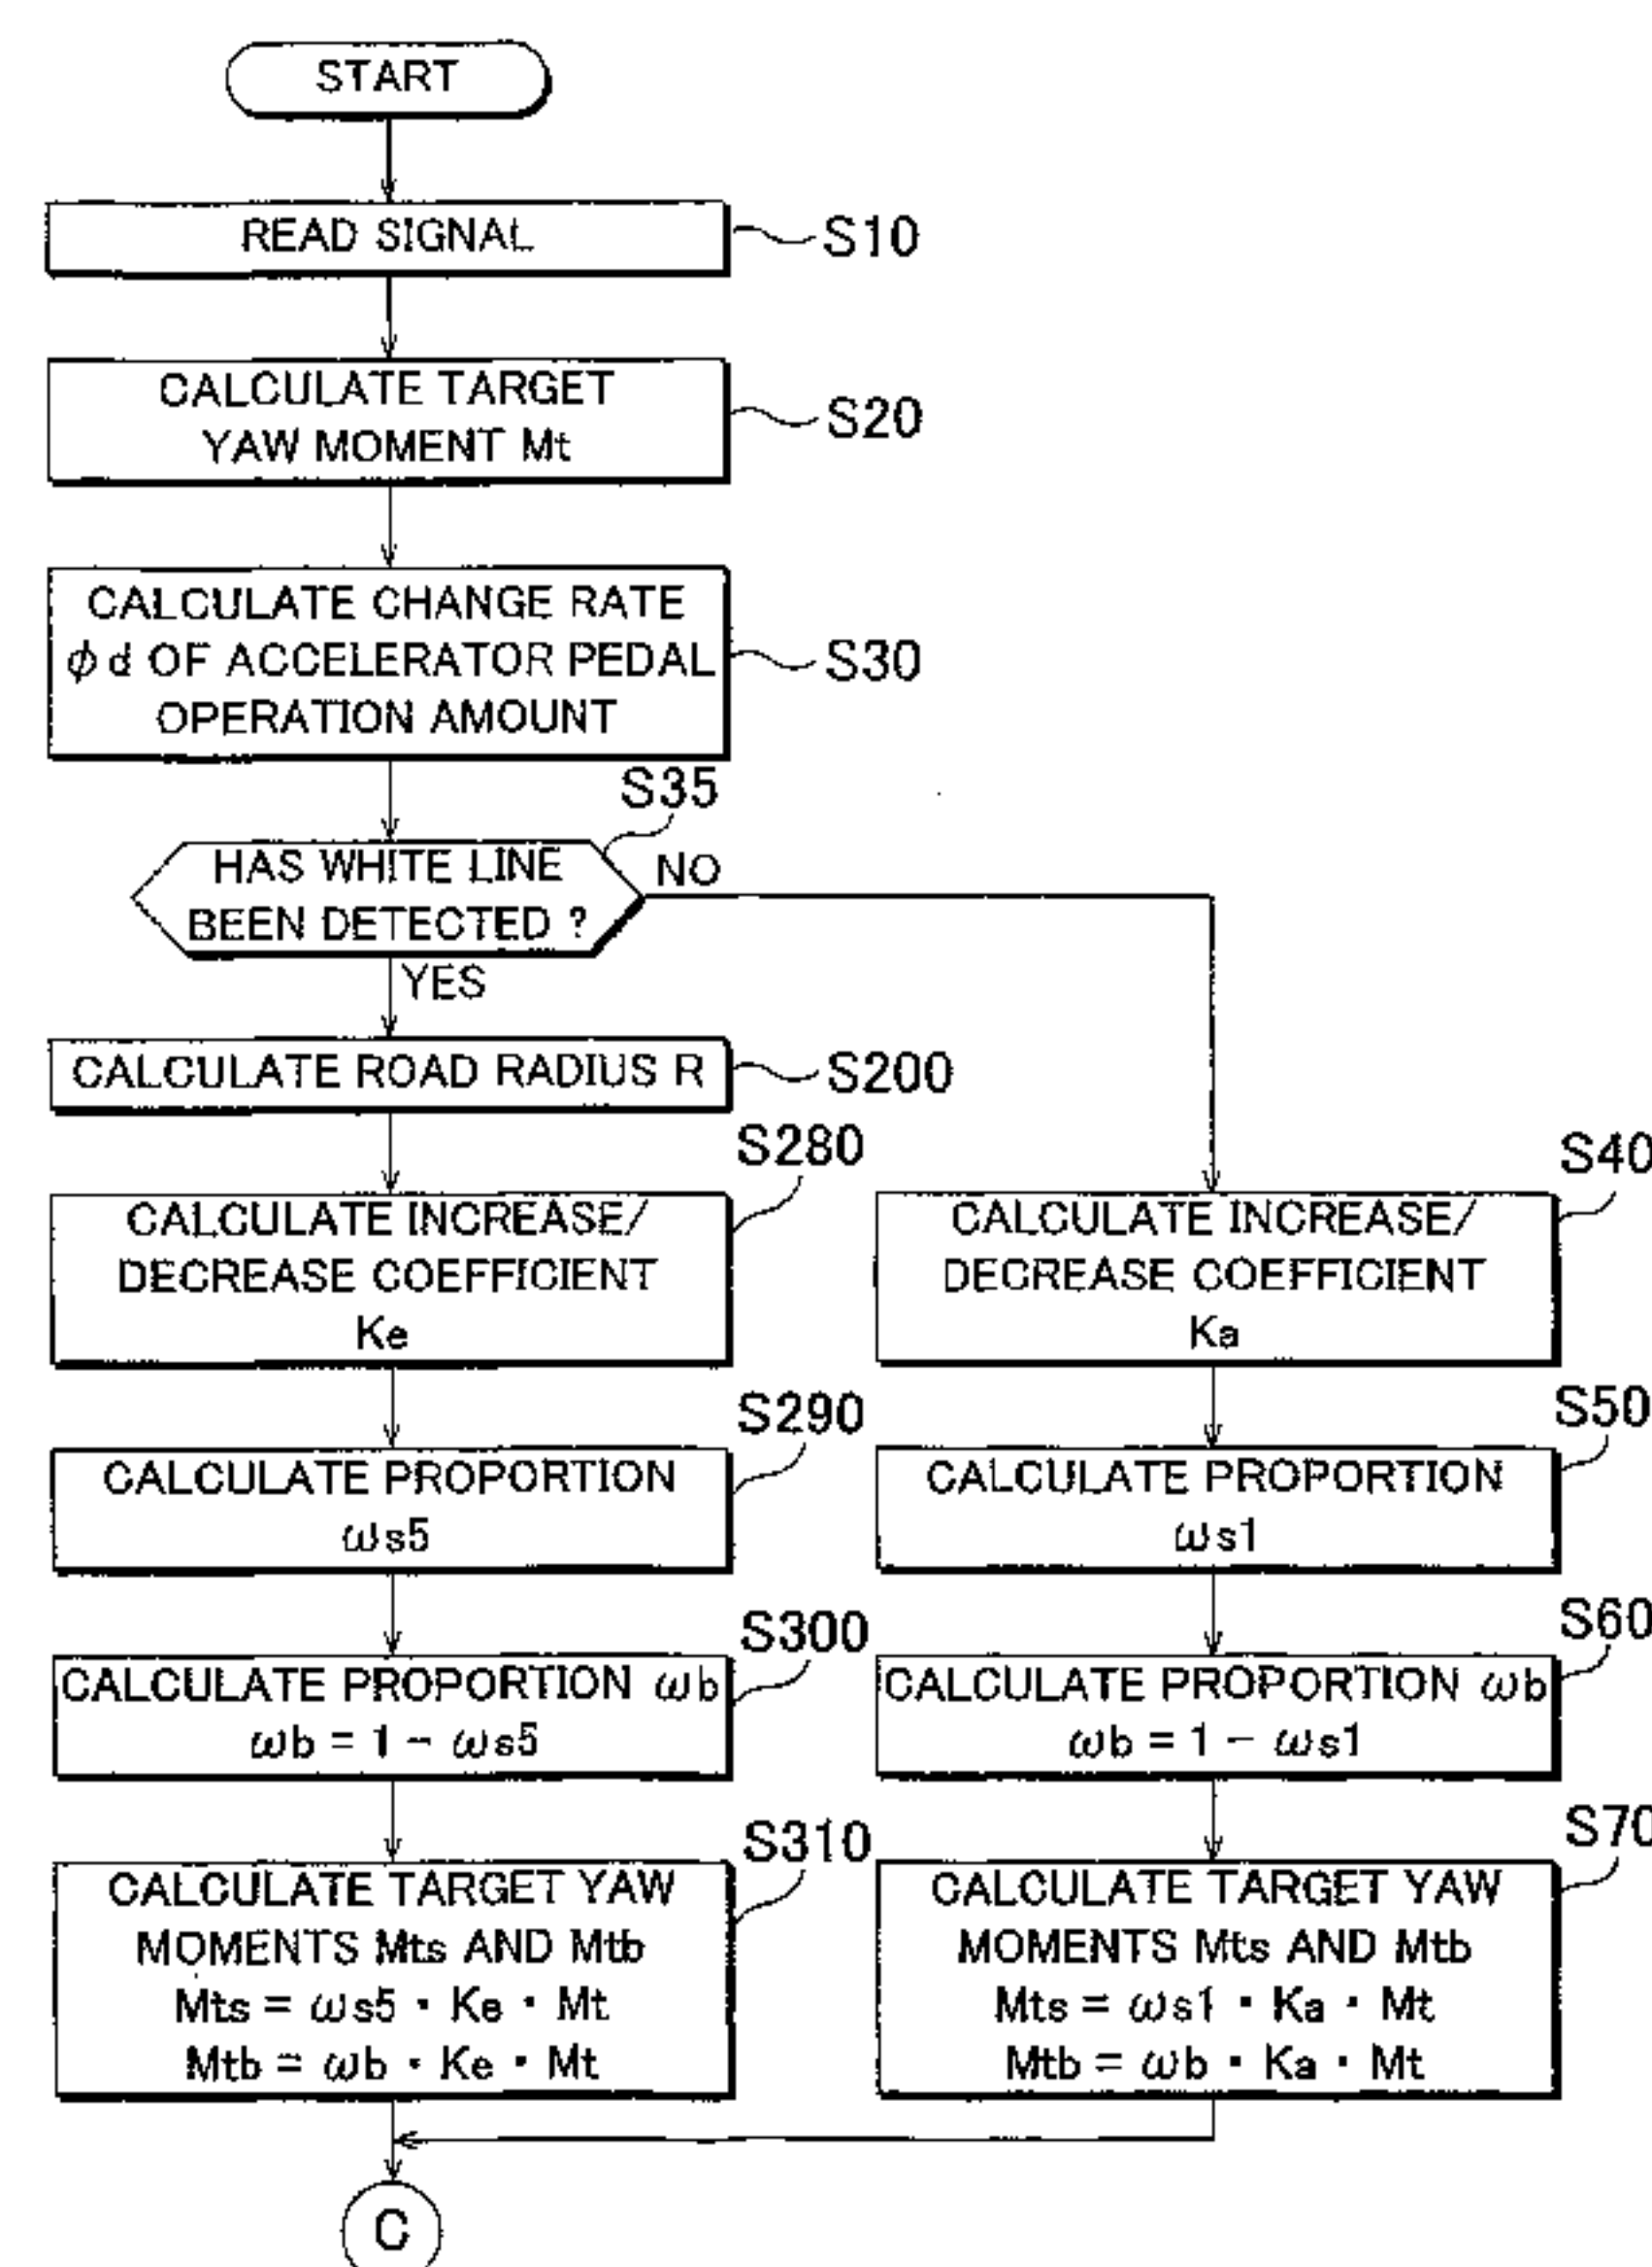 START
READ SIGNAL
S10
CALCULATE TARGET
YAW MOMENT Mt
S20
CALCULATE CHANGE RATE
ϕd OF ACCELERATOR PEDAL
OPERATION AMOUNT
S30
S35
HAS WHITE LINE
BEEN DETECTED ?
NO
YES
CALCULATE ROAD RADIUS R
S200
S280
CALCULATE INCREASE/
DECREASE COEFFICIENT
Ke
S40
CALCULATE INCREASE/
DECREASE COEFFICIENT
Ka
S290
CALCULATE PROPORTION
ωs5
S50
CALCULATE PROPORTION
ωs1
S300
CALCULATE PROPORTION ωb
ωb = 1 - ωs5
S60
CALCULATE PROPORTION ωb
ωb = 1 - ωs1
S310
CALCULATE TARGET YAW
MOMENTS Mts AND Mtb
Mts = ωs5 · Ke · Mt
Mtb = ωb · Ke · Mt
S70
CALCULATE TARGET YAW
MOMENTS Mts AND Mtb
Mts = ωs1 · Ka · Mt
Mtb = ωb · Ka · Mt
C